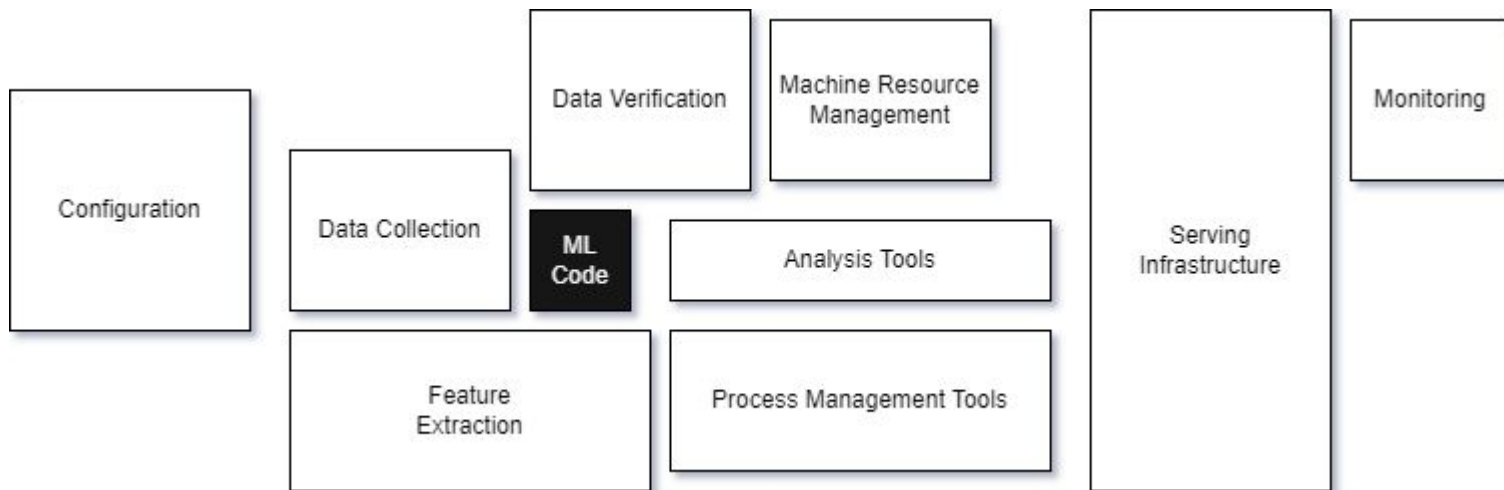 Configuration
Data Collection
Data Verification
Machine Resource
Management
ML
Code
Analysis Tools
Feature
Extraction
Process Management Tools
Serving
Infrastructure
Monitoring